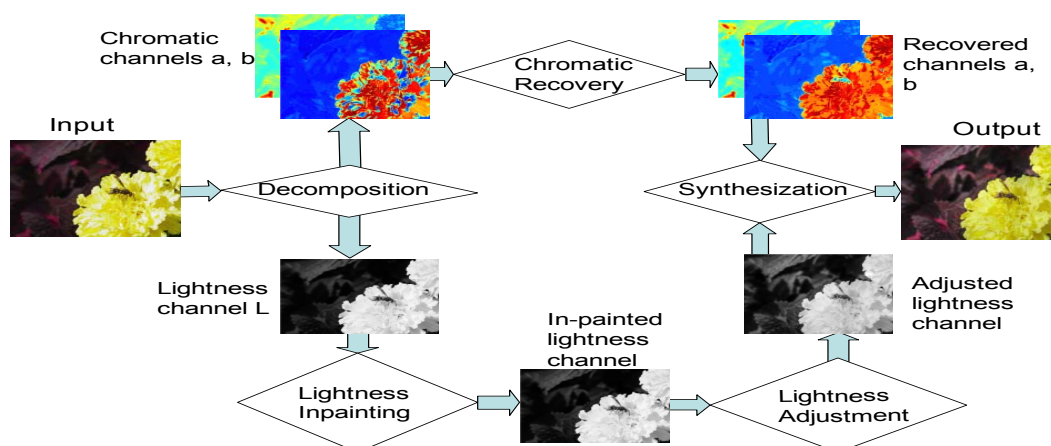 Chromatic
channels a, b
Chromatic
Recovery
Recovered
channels a,
b
Input
Output
Decomposition
Synthesization
Lightness
channel L
In-painted
lightness
channel
Adjusted
lightness
channel
Lightness
Inpainting
Lightness
Adjustment